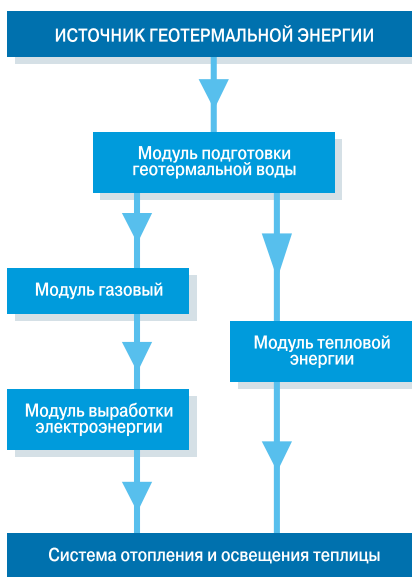 ИСТОЧНИК ГЕОТЕРМАЛЬНОЙ ЭНЕРГИИ
Модуль подготовки
геотермальной воды
Модуль газовый
Модуль тепловой
энергии
Модуль выработки
электроэнергии
Система отопления и освещения теплицы